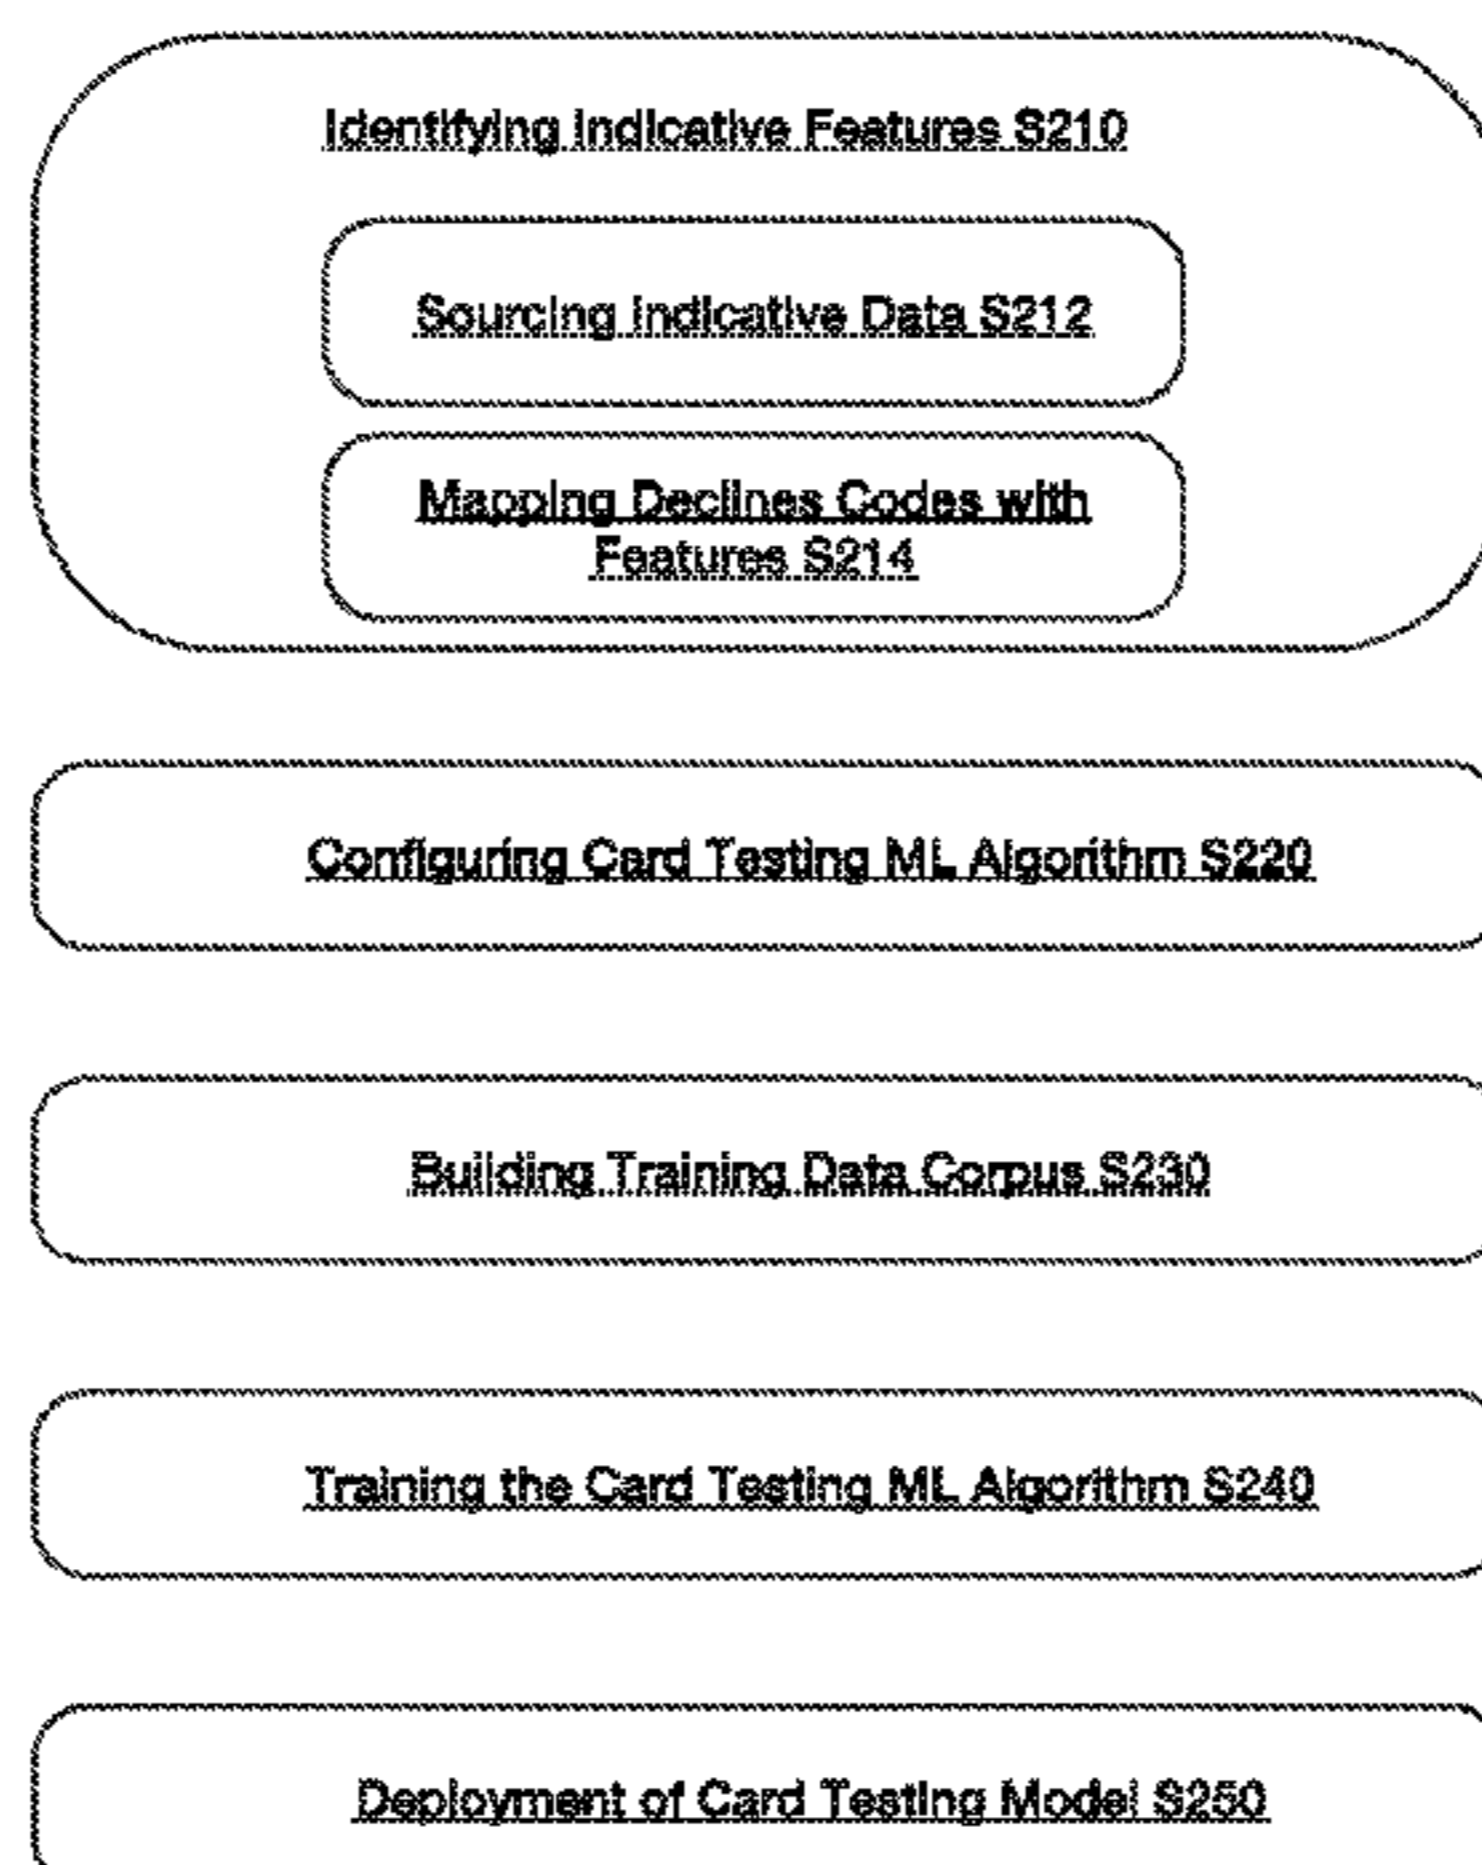 Identifying Indicative Features S210
Sourcing Indicative Data S212
Mapping Declines Codes with
Features S214
Configuring Card Testing ML Algorithm S220
Building Training Data Corpus S230
Training the Card Testing ML Algorithm S240
Deployment of Card Testing Model S250